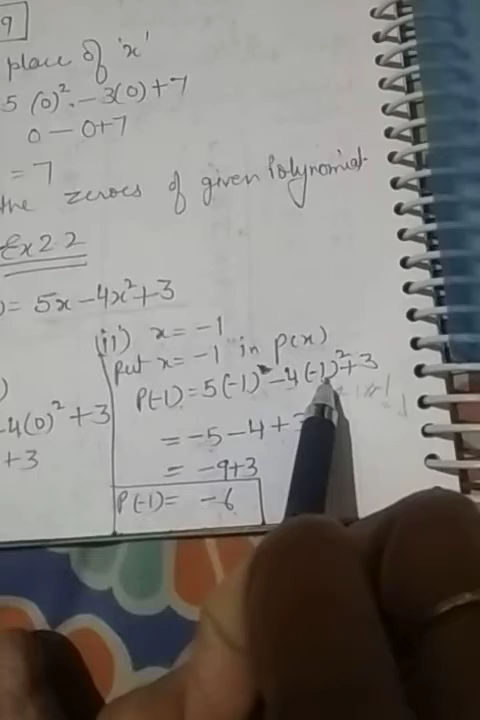 9
place of 'x'
5 (0)² - 3(0) + 7
0 - 0 + 7
= 7
the zeroes of given Polynomial.
Ex 2.2
) = 5x - 4x² + 3
(ii) x = -1
Put x = -1 in P(x)
P(-1) = 5(-1) - 4(-1)² + 3
= -5 - 4 + 3
= -9 + 3
P(-1) = -6
)
-4(0)² + 3
+3